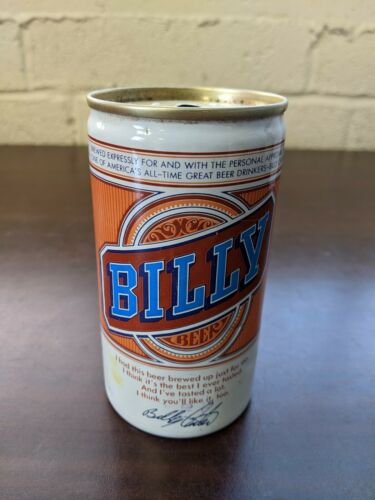 BREWED EXPRESSLY FOR AND WITH THE PERSONAL APPROVAL
ONE OF AMERICA'S ALL-TIME GREAT BEER DRINKERS-BILLY
BILLY
BEER
I had this beer brewed up just for me.
I think it's the best I ever tasted.
And I've tasted a lot.
I think you'll like it, too.
Billy Carter